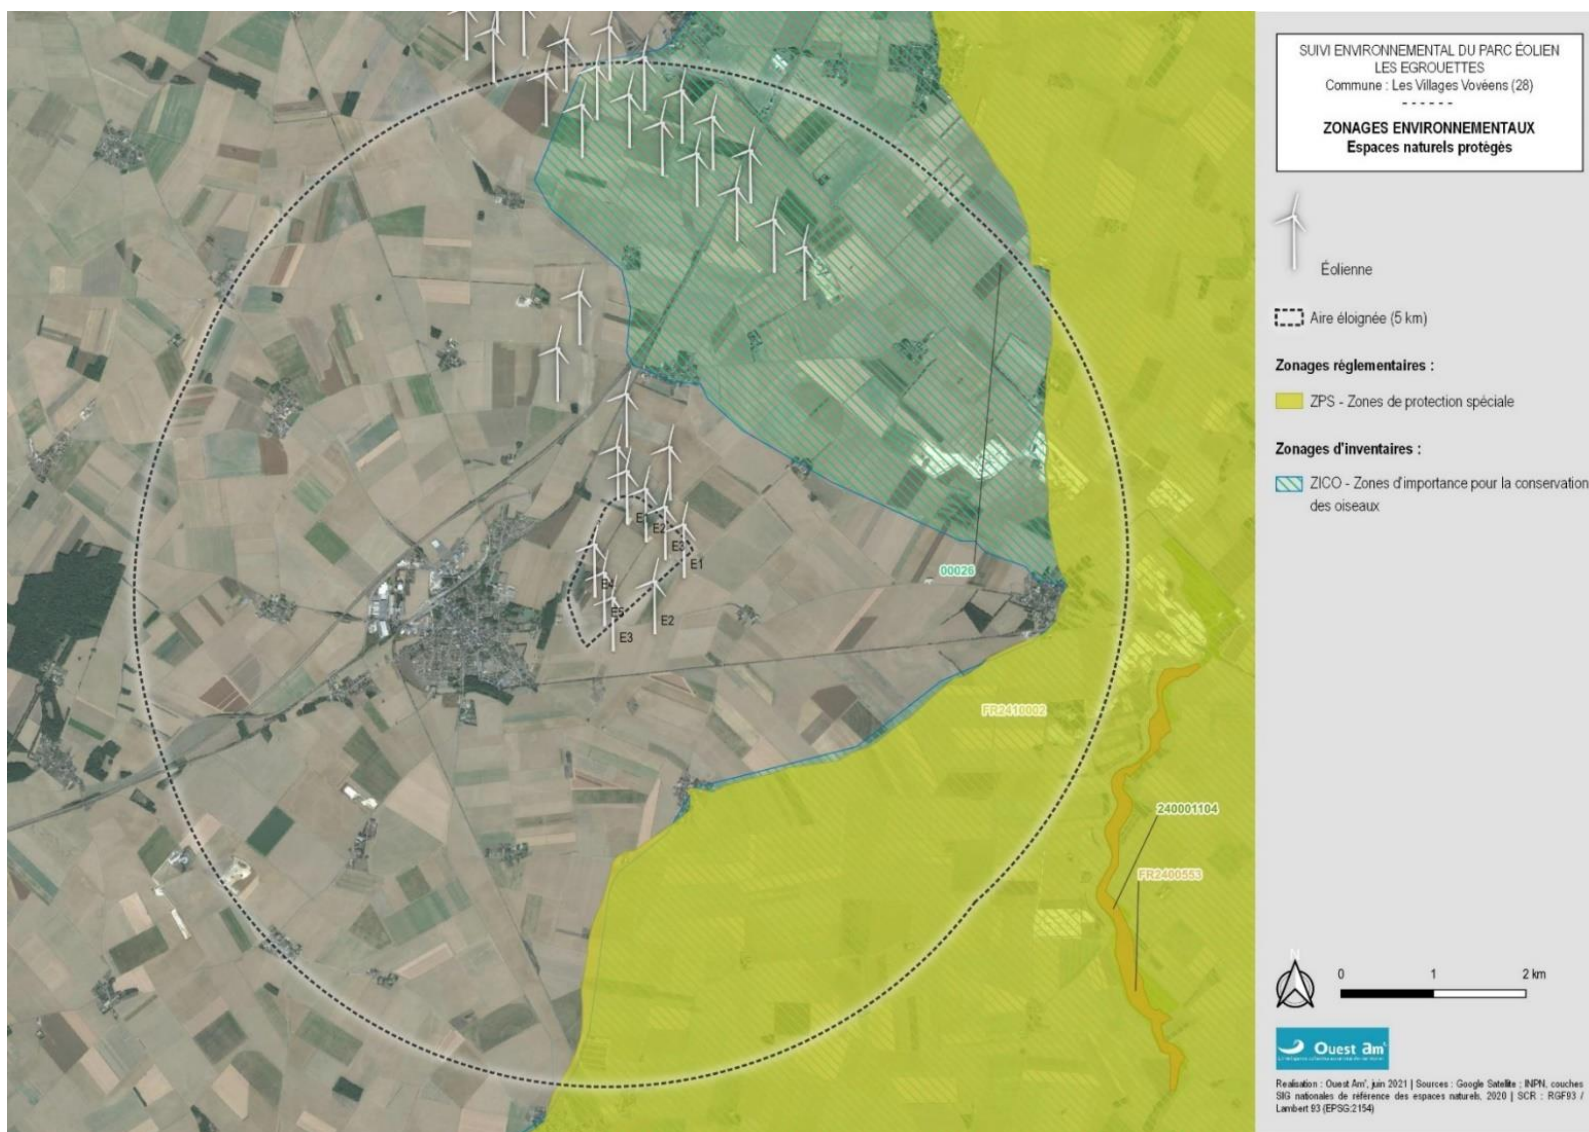 SUIVI ENVIRONNEMENTAL DU PARC ÉOLIEN
LES EGROUETTES
Commune : Les Villages Vovéens (28)
- - - - - -
ZONAGES ENVIRONNEMENTAUX
Espaces naturels protégés
Éolienne
Aire éloignée (5 km)
Zonages réglementaires :
ZPS - Zones de protection spéciale
Zonages d'inventaires :
ZICO - Zones d'importance pour la conservation
des oiseaux
E2
E3
E1
E4
E5
E2
E3
00026
FR2410002
240001104
FR2400553
N
0 1 2 km
Ouest am'
Realisation : Ouest Am', juin 2021 | Sources : Google Satellite ; INPN, couches
SIG nationales de référence des espaces naturels, 2020 | SCR : RGF93 /
Lambert 93 (EPSG:2154)